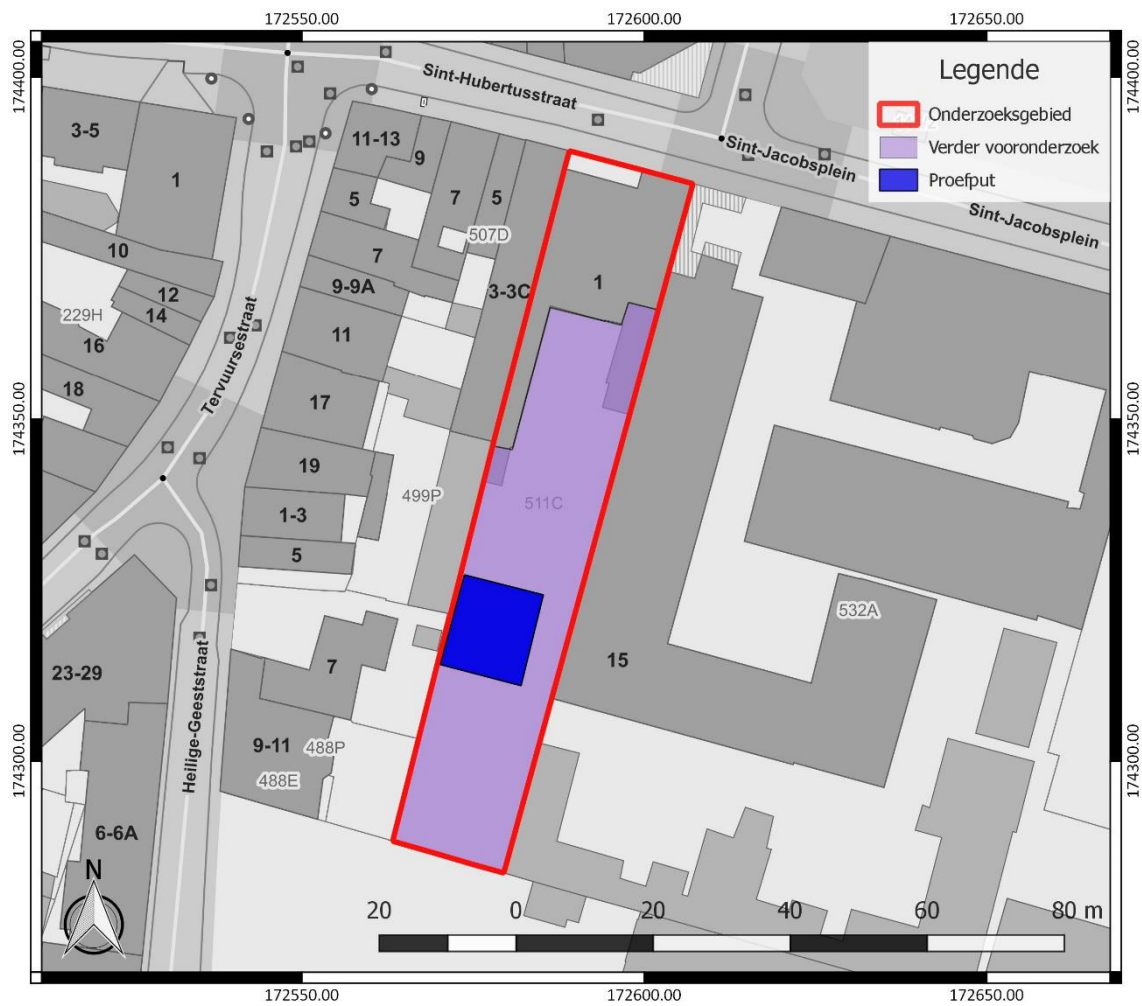 172550.00 172600.00 172650.00
174400.00 174400.00
Sint-Hubertusstraat
Legende
Onderzoeksgebied
Verder vooronderzoek
Proefput
Sint-Jacobsplein
Sint-Jacobsplein
3-5
1
11-13
9
7
5
5
507D
7
3-3C
1
10
9-9A
12
14
229H
16
11
Tervuursestraat
18
17
174350.00 174350.00
19
499P
511C
1-3
5
532A
15
7
23-29
Heilige-Geeststraat
9-11
488P
488E
174300.00 174300.00
6-6A
N
20 0 20 40 60 80 m
172550.00 172600.00 172650.00